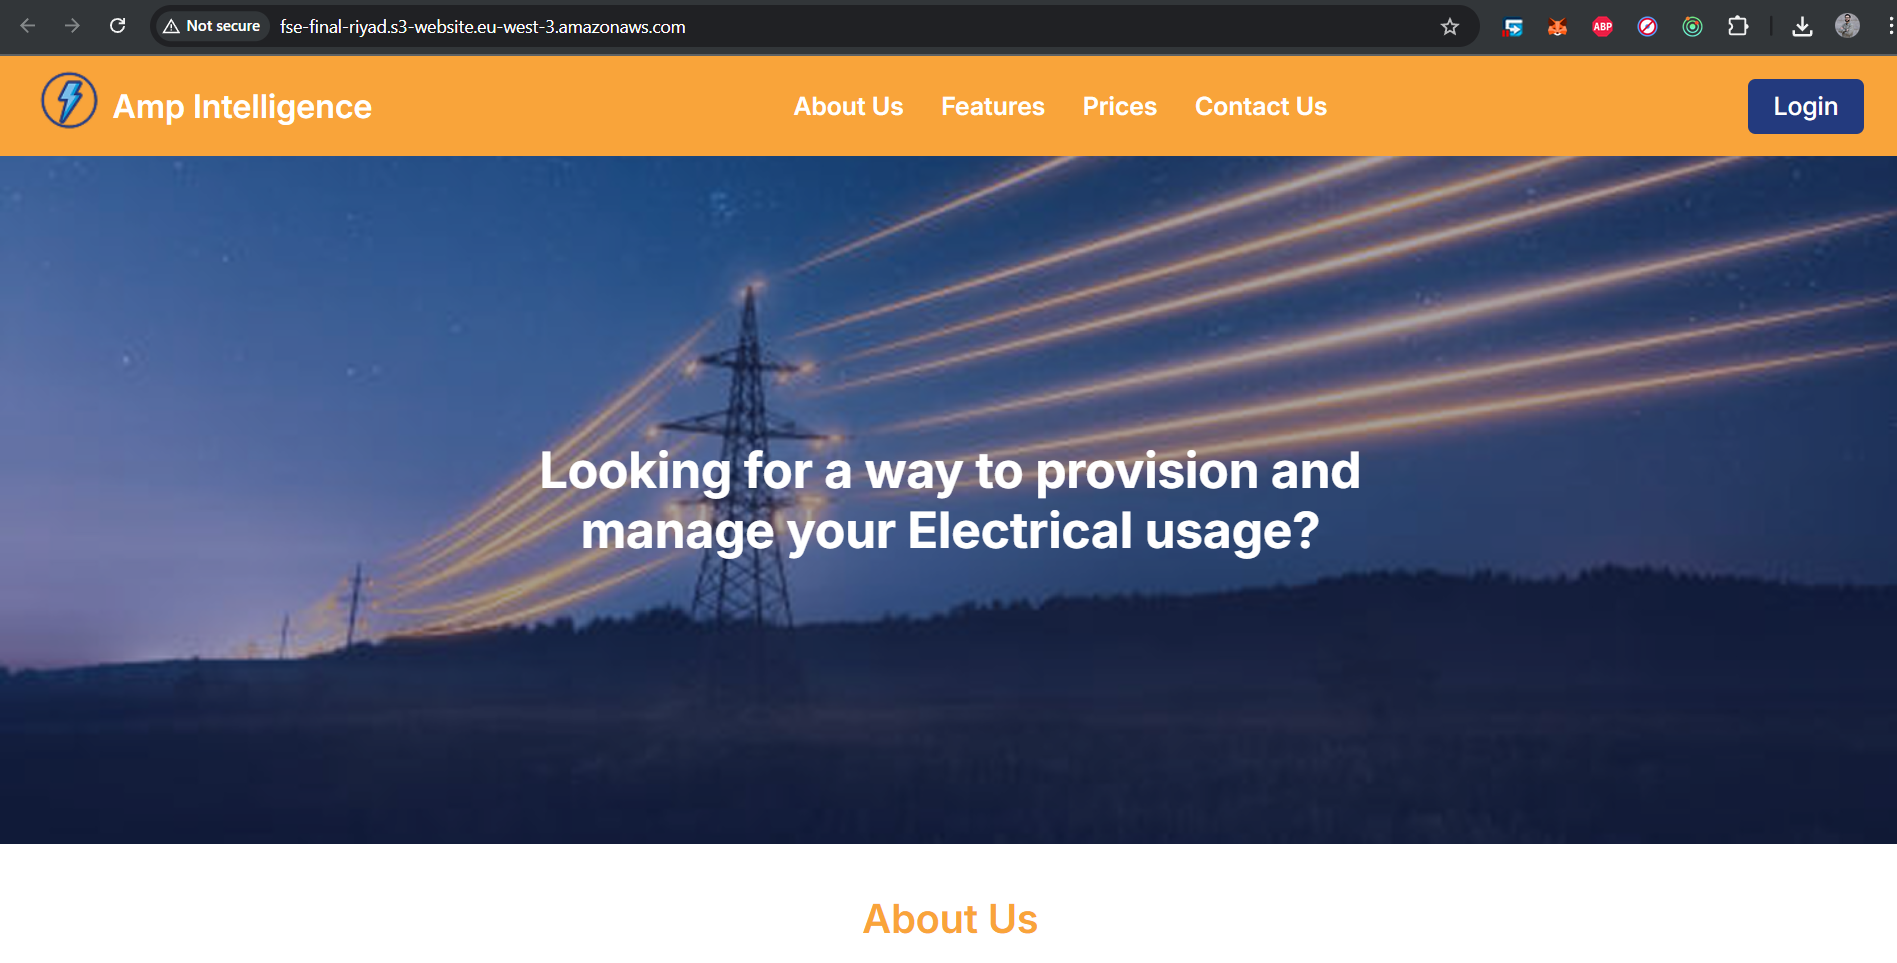 Not secure
fse-final-riyad.s3-website.eu-west-3.amazonaws.com
ABP
Amp Intelligence
About Us
Features
Prices
Contact Us
Login
Looking for a way to provision and
manage your Electrical usage?
About Us